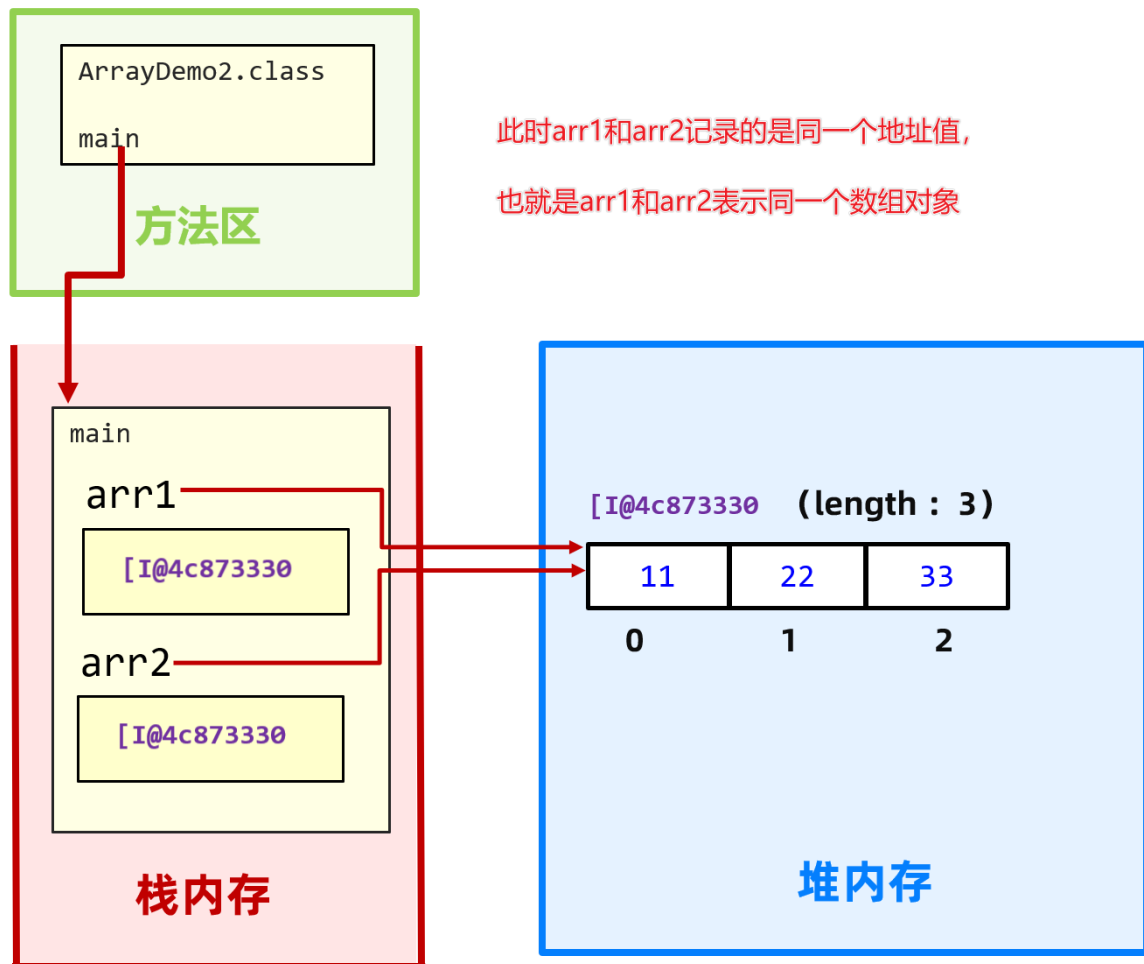 ArrayDemo2.class
main
方法区
此时arr1和arr2记录的是同一个地址值，
也就是arr1和arr2表示同一个数组对象
main
arr1
[I@4c873330
arr2
[I@4c873330
栈内存
[I@4c873330 (length : 3)
11 22 33
0 1 2
堆内存